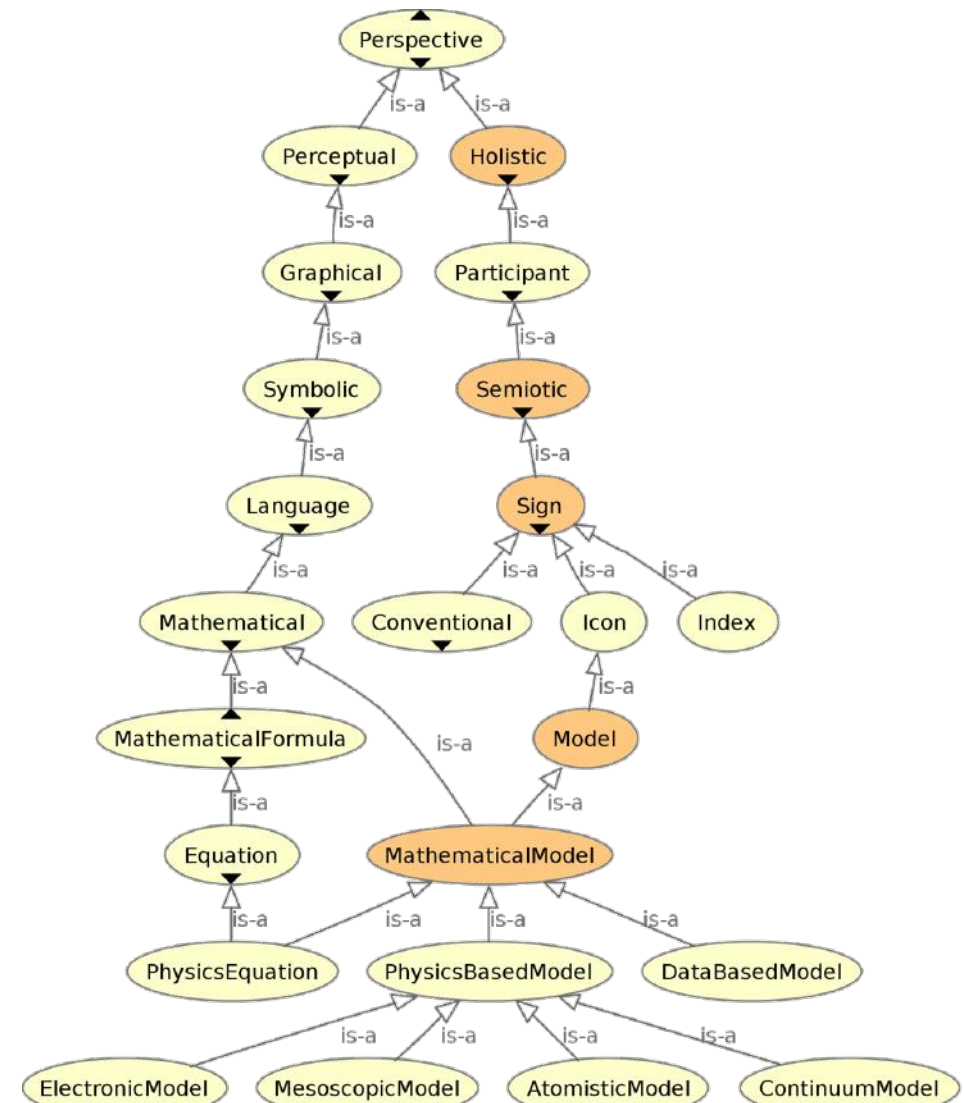 Perspective
is-a
is-a
Perceptual
Holistic
is-a
is-a
Graphical
Participant
is-a
is-a
Symbolic
Semiotic
is-a
is-a
Language
Sign
is-a
is-a
is-a
is-a
Mathematical
Conventional
Icon
Index
is-a
is-a
MathematicalFormula
is-a
Model
is-a
is-a
Equation
MathematicalModel
is-a
is-a
is-a
is-a
PhysicsEquation
PhysicsBasedModel
DataBasedModel
is-a
is-a
is-a
is-a
ElectronicModel
MesoscopicModel
AtomisticModel
ContinuumModel